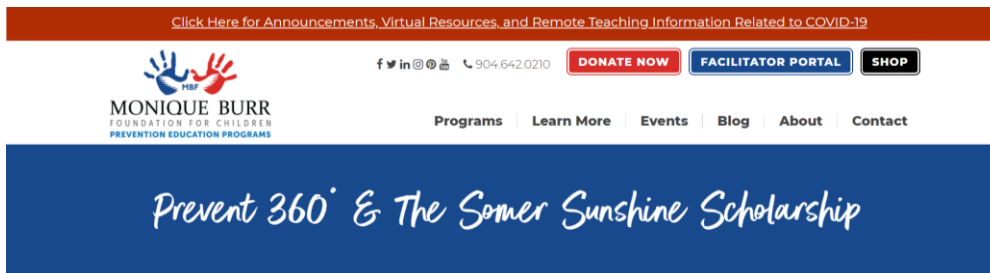 Click Here for Announcements, Virtual Resources, and Remote Teaching Information Related to COVID-19
904.642.0210
DONATE NOW
FACILITATOR PORTAL
SHOP
MBF
MONIQUE BURR
FOUNDATION FOR CHILDREN
PREVENTION EDUCATION PROGRAMS
Programs
Learn More
Events
Blog
About
Contact
Prevent 360° & The Somer Sunshine Scholarship